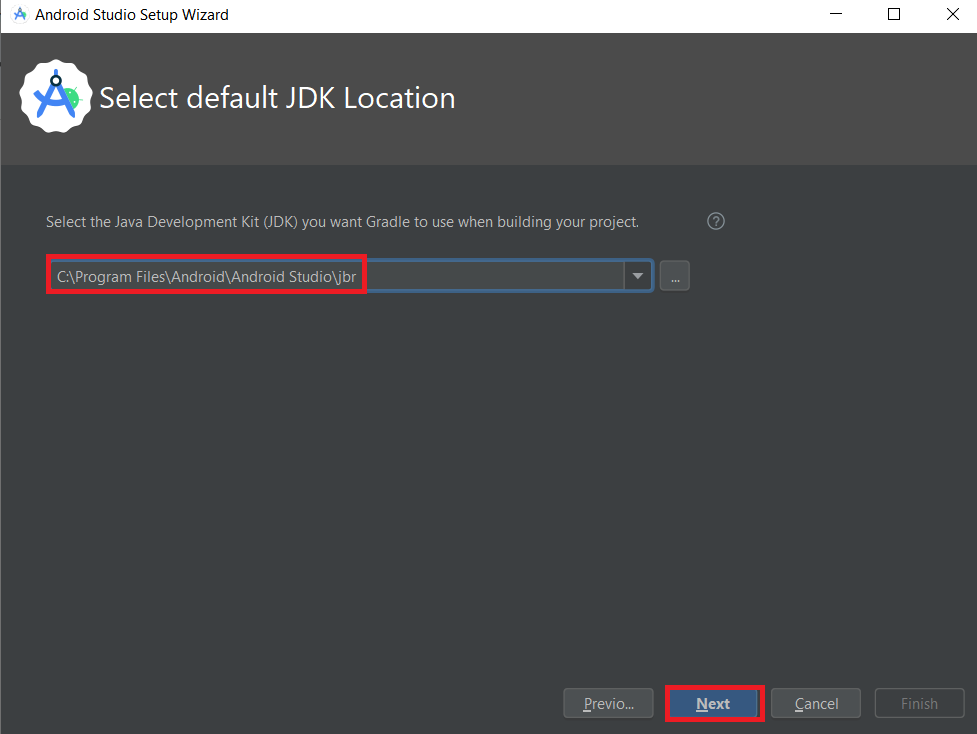 Android Studio Setup Wizard
Select default JDK Location
Select the Java Development Kit (JDK) you want Gradle to use when building your project.
?
C:\Program Files\Android\Android Studio\jbr
...
Previo...
Next
Cancel
Finish